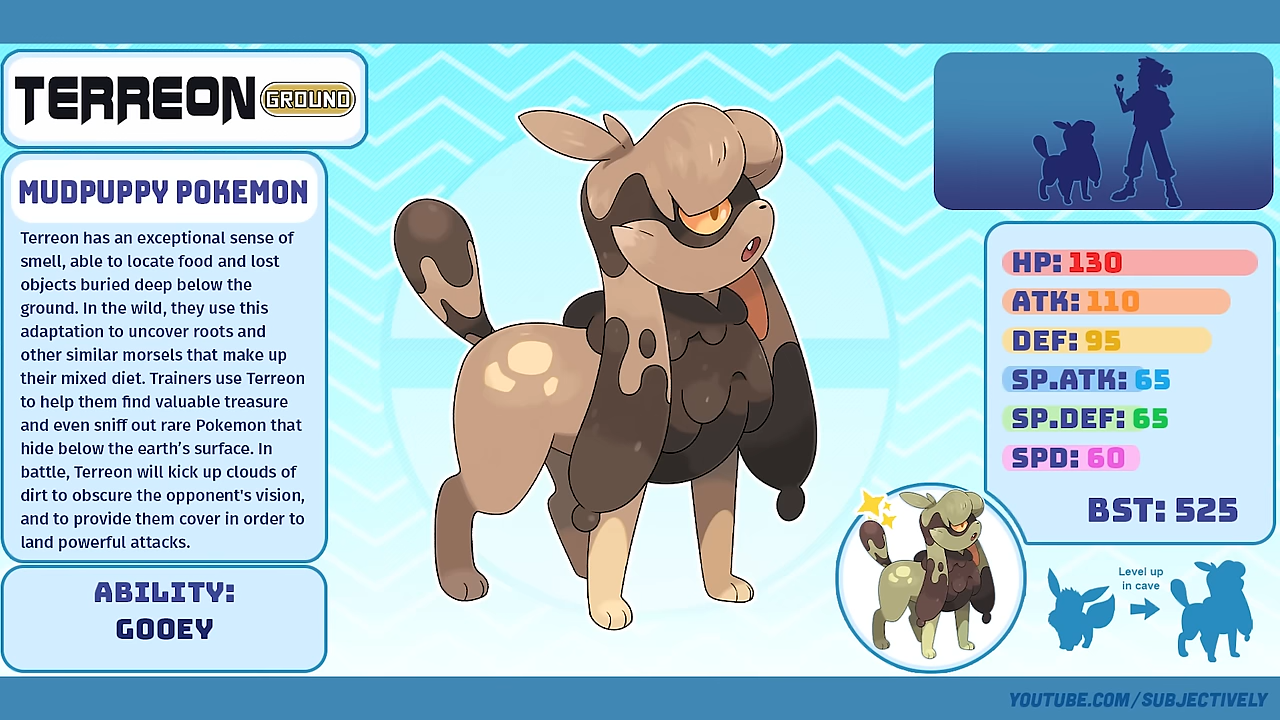 TERREON GROUND
MUDPUPPY POKEMON
Terreon has an exceptional sense of
smell, able to locate food and lost
objects buried deep below the
ground. In the wild, they use this
adaptation to uncover roots and
other similar morsels that make up
their mixed diet. Trainers use Terreon
to help them find valuable treasure
and even sniff out rare Pokemon that
hide below the earth’s surface. In
battle, Terreon will kick up clouds of
dirt to obscure the opponent's vision,
and to provide them cover in order to
land powerful attacks.
ABILITY:
GOOEY
HP: 130
ATK: 110
DEF: 95
SP.ATK: 65
SP.DEF: 65
SPD: 60
BST: 525
Level up
in cave
YOUTUBE.COM/SUBJECTIVELY